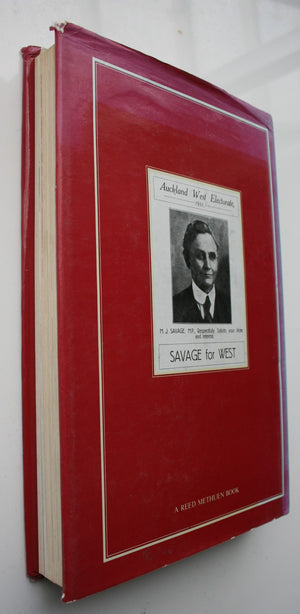 Auckland West Electorate,
M. J. SAVAGE, M.P., Respectfully Solicits your Vote
and Interest.
SAVAGE for WEST
A REED METHUEN BOOK